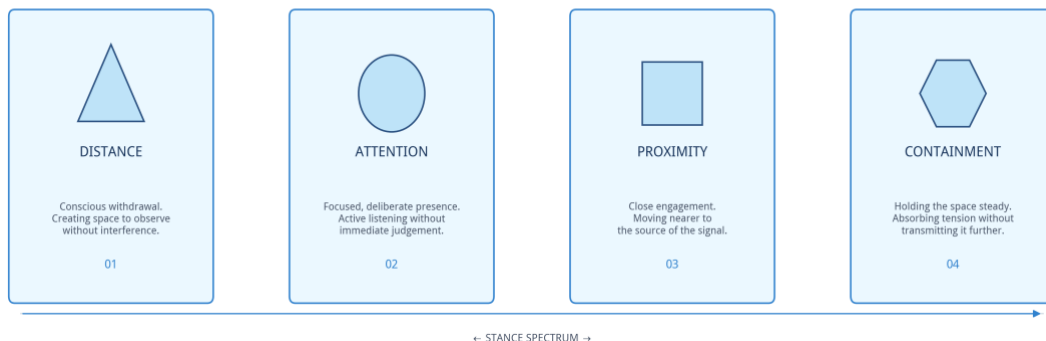 DISTANCE
Conscious withdrawal.
Creating space to observe
without interference.
01
ATTENTION
Focused, deliberate presence.
Active listening without
immediate judgement.
02
PROXIMITY
Close engagement.
Moving nearer to
the source of the signal.
03
CONTAINMENT
Holding the space steady.
Absorbing tension without
transmitting it further.
04
← STANCE SPECTRUM →